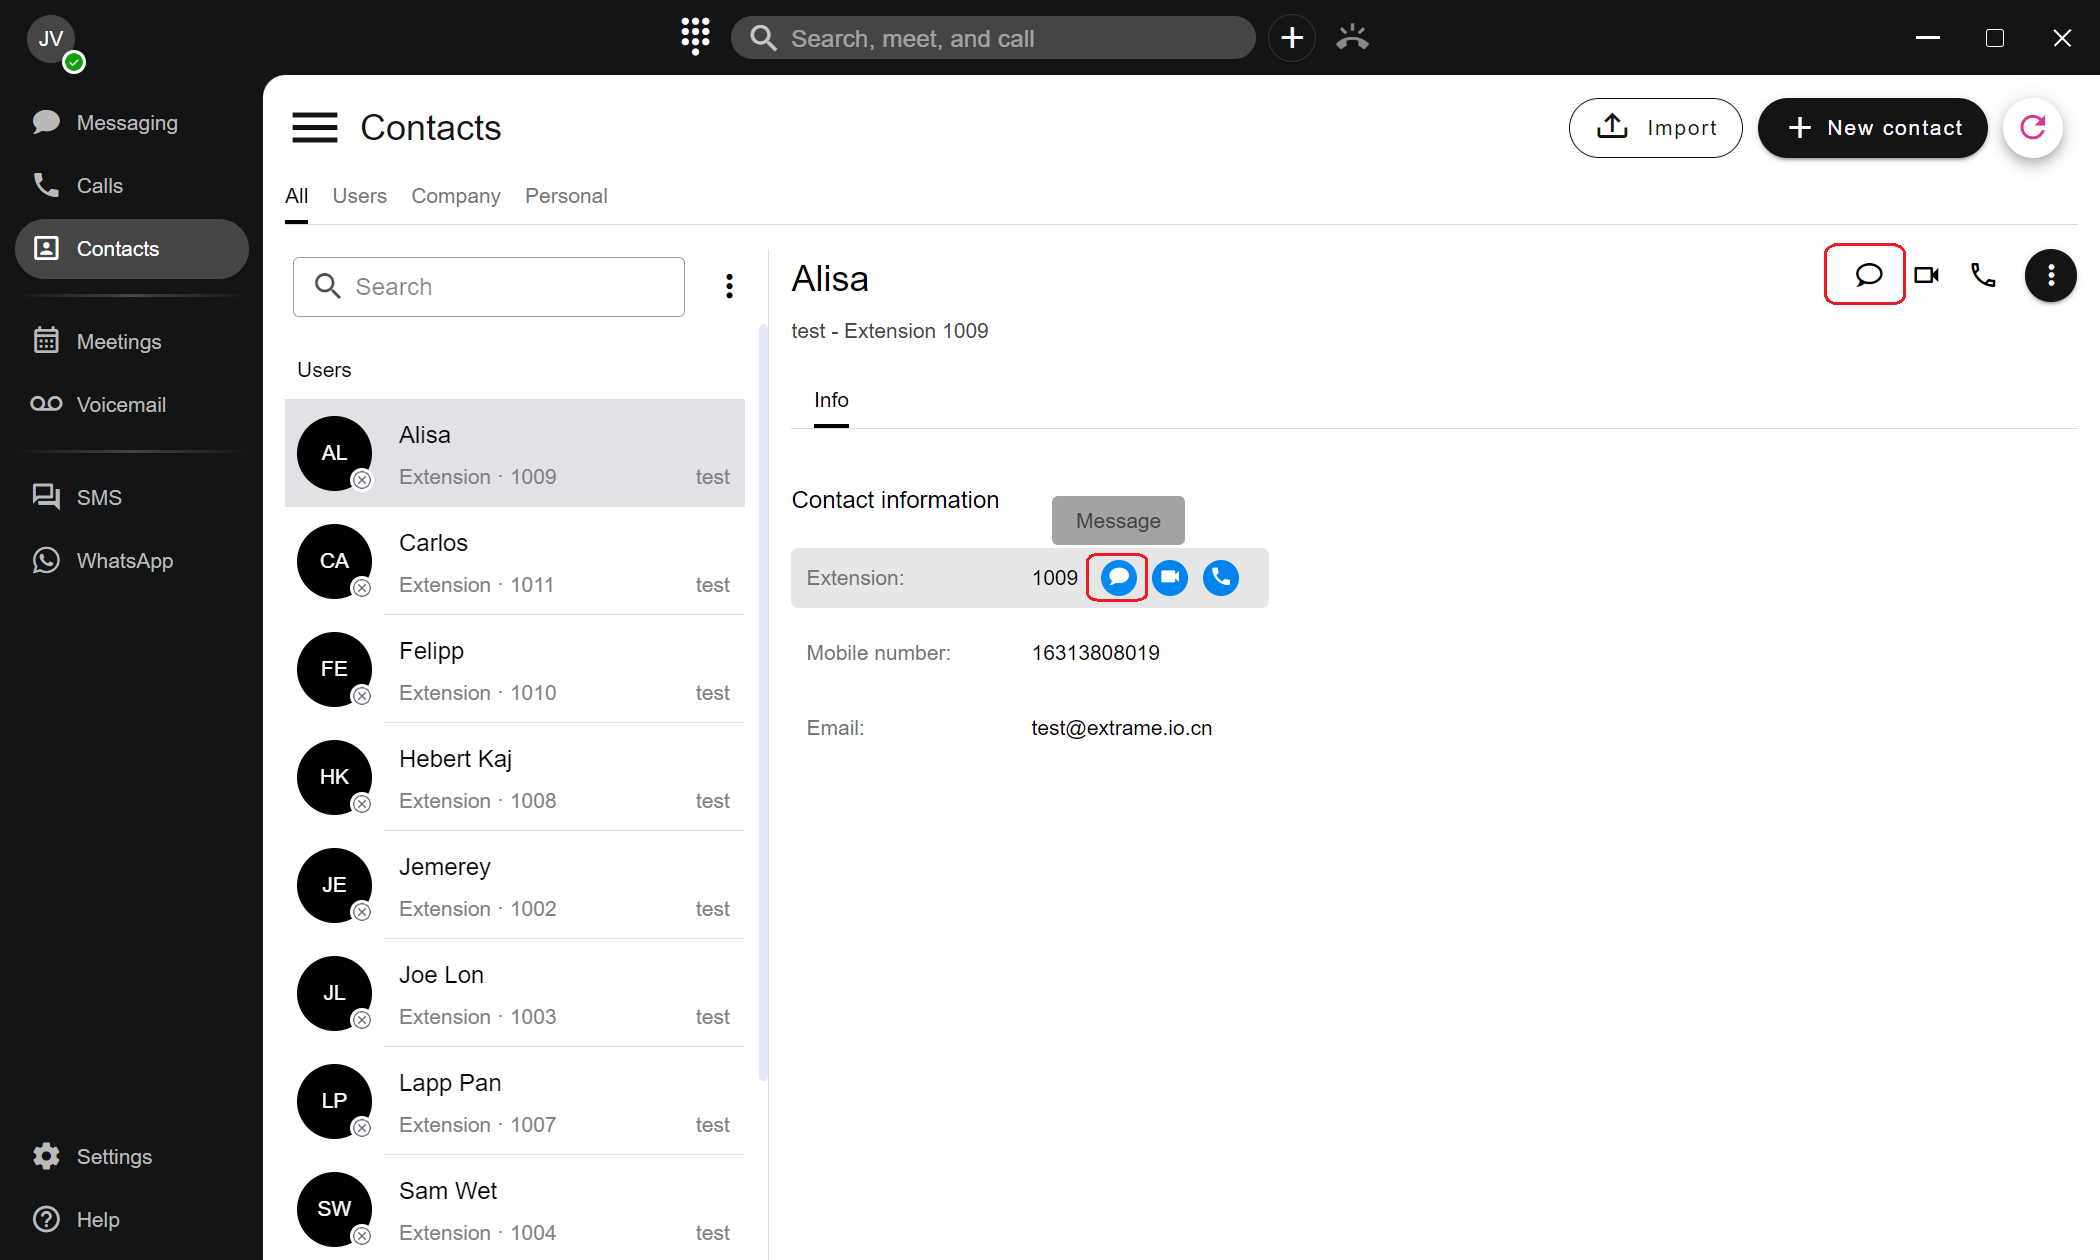 JV
Search, meet, and call
Messaging
Calls
Contacts
Meetings
Voicemail
SMS
WhatsApp
Settings
Help
Contacts
Import
New contact
All Users Company Personal
Search
Users
AL
Alisa
Extension · 1009 test
CA
Carlos
Extension · 1011 test
FE
Felipp
Extension · 1010 test
HK
Hebert Kaj
Extension · 1008 test
JE
Jemerey
Extension · 1002 test
JL
Joe Lon
Extension · 1003 test
LP
Lapp Pan
Extension · 1007 test
SW
Sam Wet
Extension · 1004 test
Alisa
test - Extension 1009
Info
Contact information
Message
Extension: 1009
Mobile number: 16313808019
Email: test@extrame.io.cn